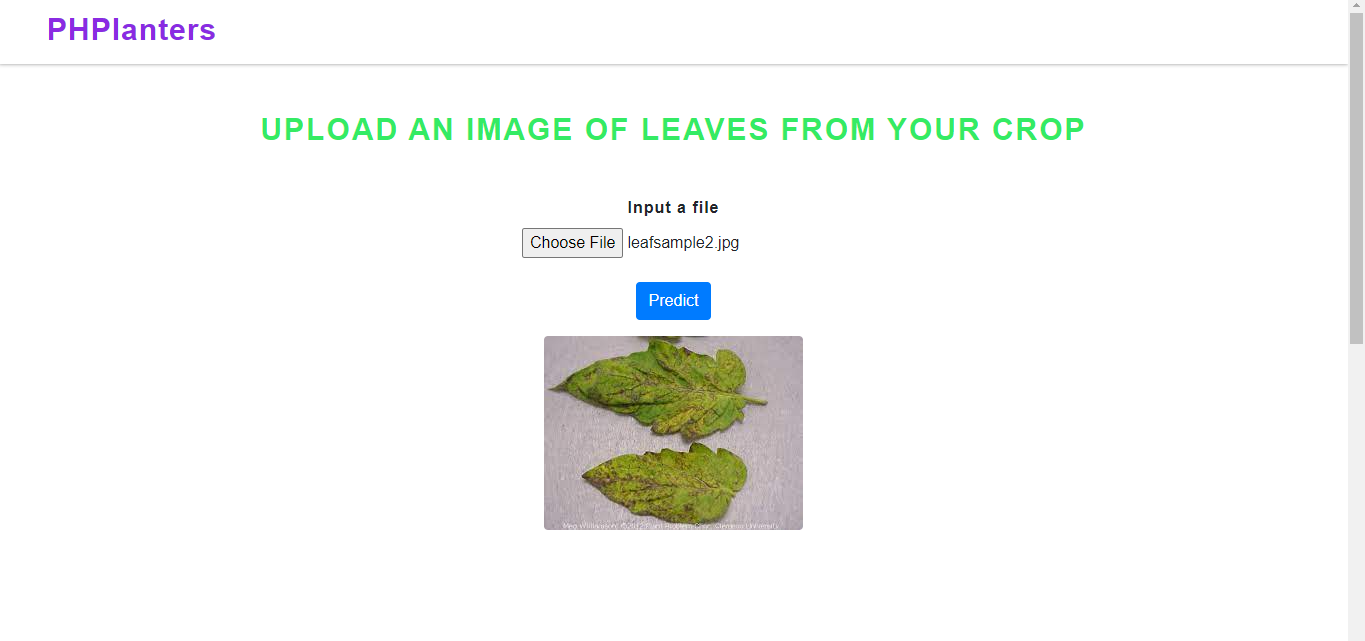 PHPlanters
UPLOAD AN IMAGE OF LEAVES FROM YOUR CROP
Input a file
Choose File leafsample2.jpg
Predict
Meg Williamson, ©2012 Plant Problem Clinic, Clemson University